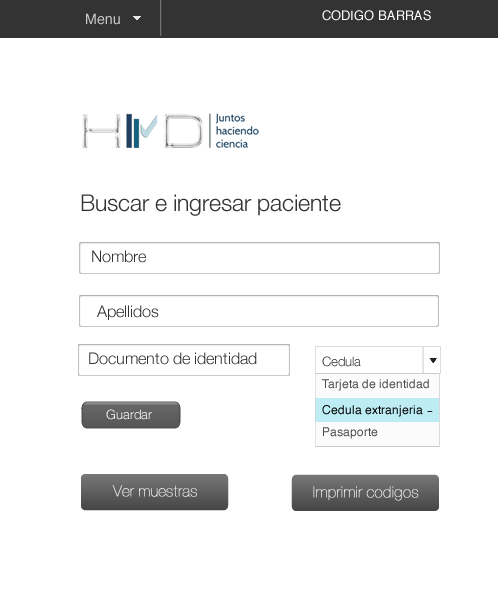 Menu
CODIGO BARRAS
HMD
Juntos
haciendo
ciencia
Buscar e ingresar paciente
Nombre
Apellidos
Documento de identidad
Cedula
Tarjeta de identidad
Cedula extranjeria –
Pasaporte
Guardar
Ver muestras
Imprimir codigos